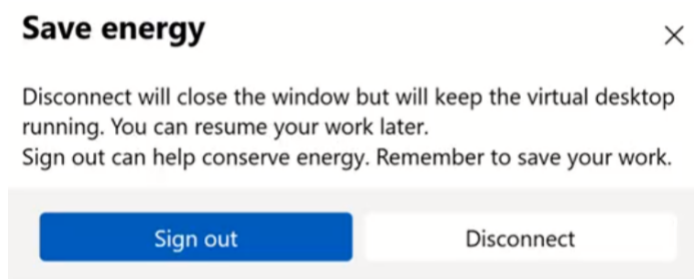 Save energy
Disconnect will close the window but will keep the virtual desktop
running. You can resume your work later.
Sign out can help conserve energy. Remember to save your work.
Sign out
Disconnect